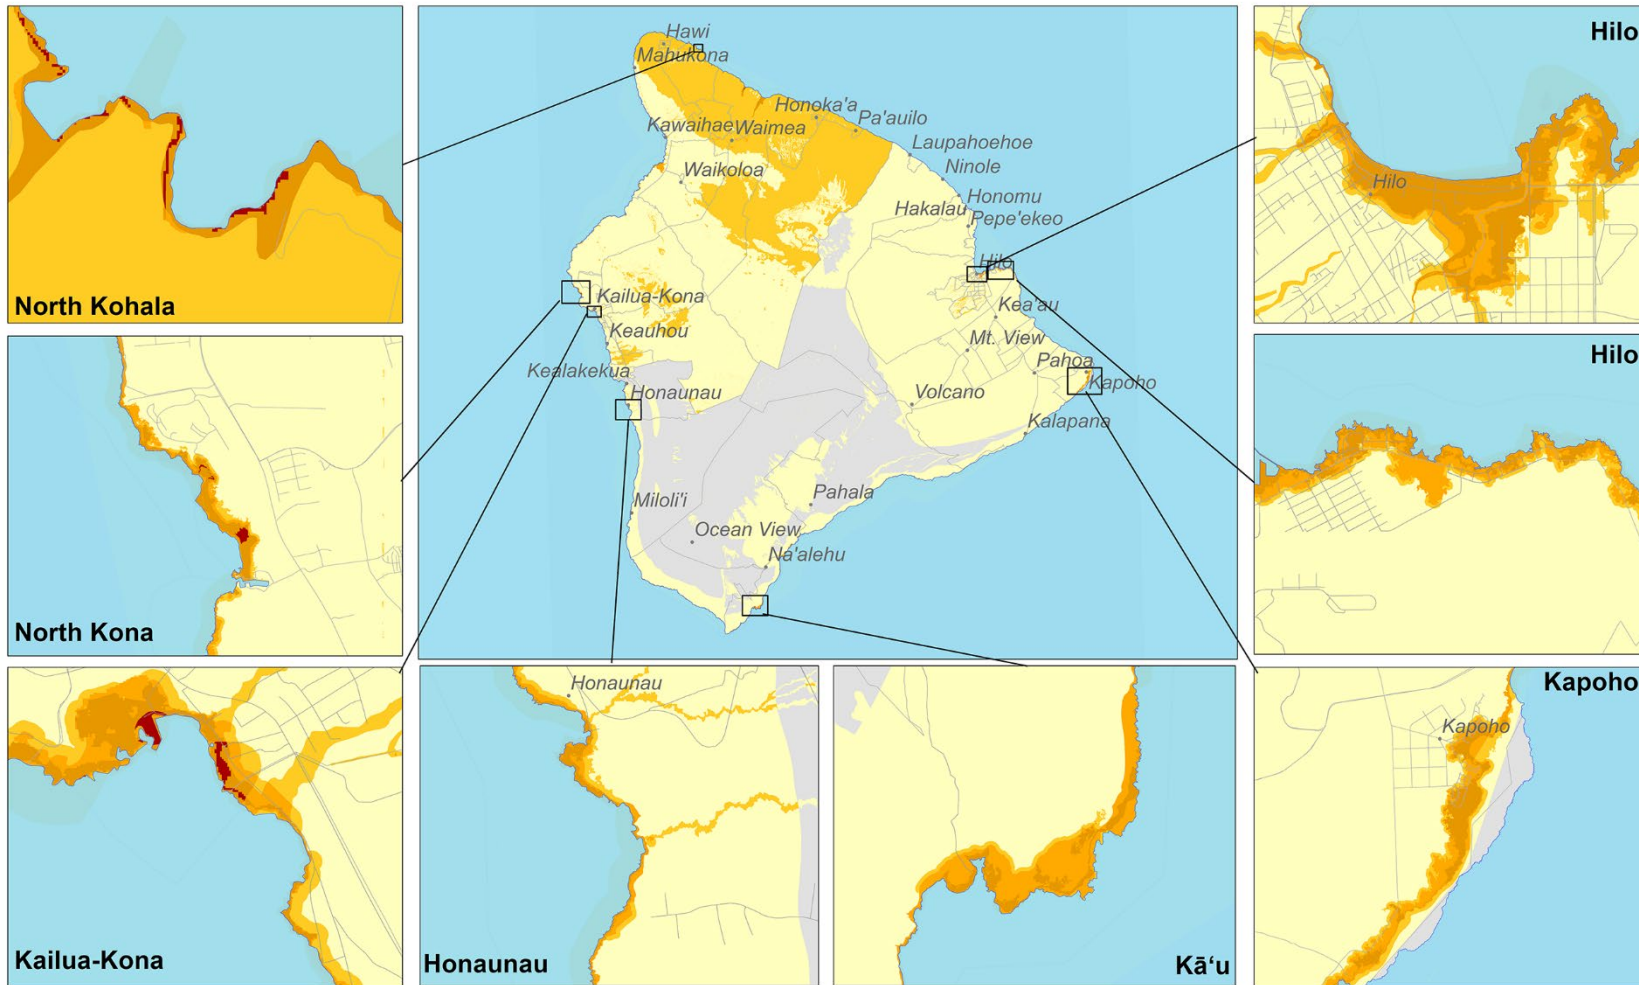 Hawi
Mahukona
Honoka'a
Pa'auilo
Kawaihae
Waimea
Laupahoehoe
Ninole
Waikoloa
Honomu
Hakalau
Pepe'ekeo
Hilo
Kailua-Kona
Kea'au
Keauhou
Mt. View
Kealakekua
Pahoa
Kapoho
Honaunau
Volcano
Kalapana
Miloli'i
Pahala
Ocean View
Na'alehu
North Kohala
North Kona
Kailua-Kona
Honaunau
Honaunau
Kā‘u
Hilo
Hilo
Hilo
Kapoho
Kapoho